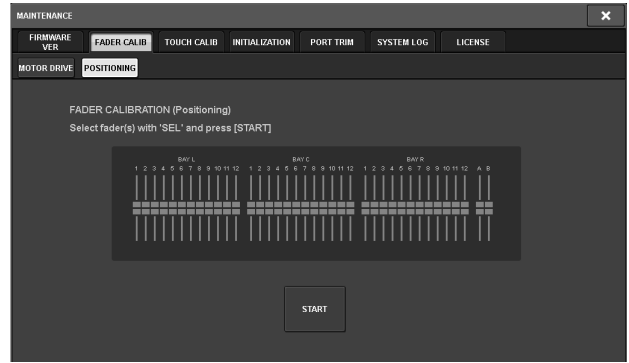 MAINTENANCE
FIRMWARE VER
FADER CALIB
TOUCH CALIB
INITIALIZATION
PORT TRIM
SYSTEM LOG
LICENSE
MOTOR DRIVE
POSITIONING
FADER CALIBRATION (Positioning)
Select fader(s) with 'SEL' and press [START]
BAY L BAY C BAY R
1 2 3 4 5 6 7 8 9 10 11 12 1 2 3 4 5 6 7 8 9 10 11 12 1 2 3 4 5 6 7 8 9 10 11 12 A B
START